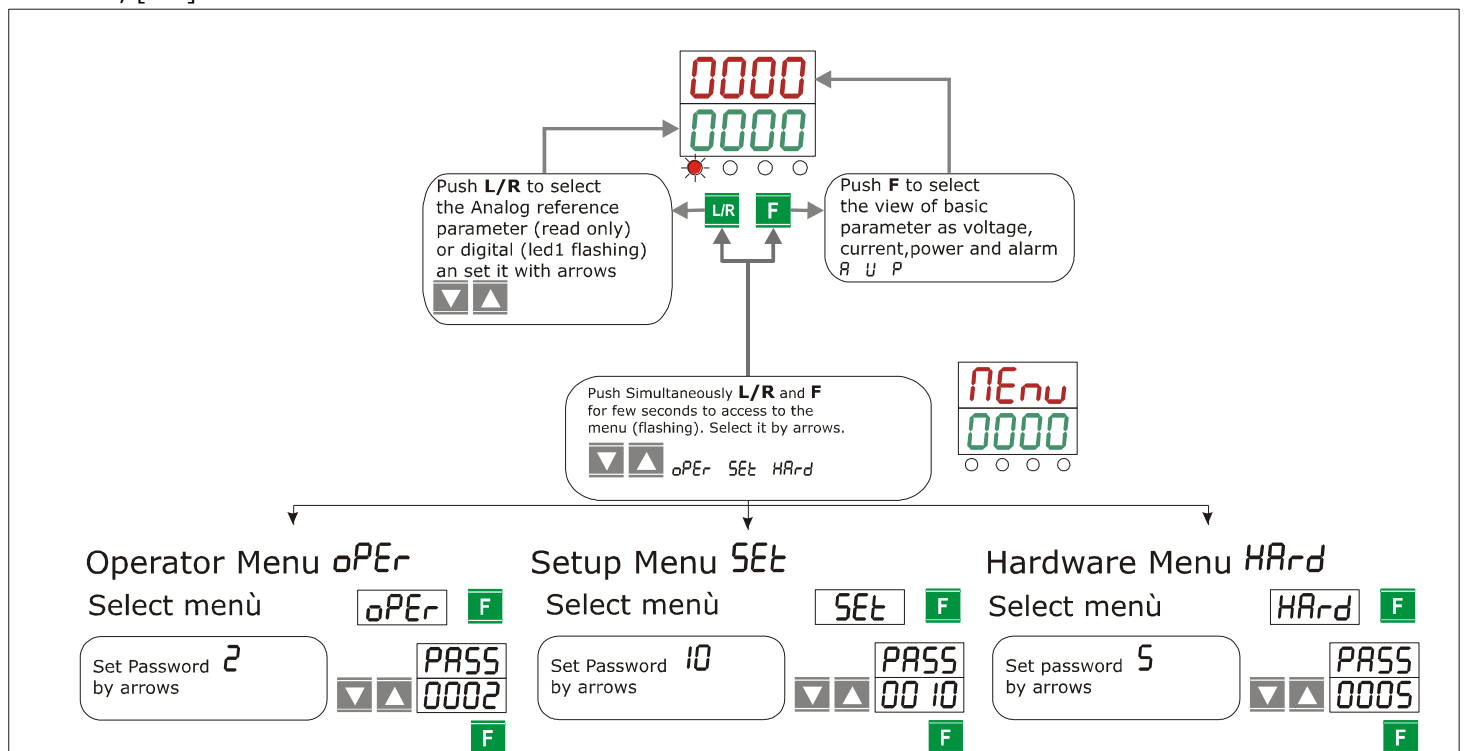 0000
0000
Push L/R to select
the Analog reference
parameter (read only)
or digital (led1 flashing)
an set it with arrows
L/R
F
Push F to select
the view of basic
parameter as voltage,
current,power and alarm
A U P
Push Simultaneously L/R and F
for few seconds to access to the
menu (flashing). Select it by arrows.
oPEr SEt HArd
MEnu
0000
Operator Menu oPEr
Select menù
oPEr
F
Set Password 2
by arrows
PASS
0002
F
Setup Menu SEt
Select menù
SEt
F
Set Password 10
by arrows
PASS
0010
F
Hardware Menu HArd
Select menù
HArd
F
Set password 5
by arrows
PASS
0005
F